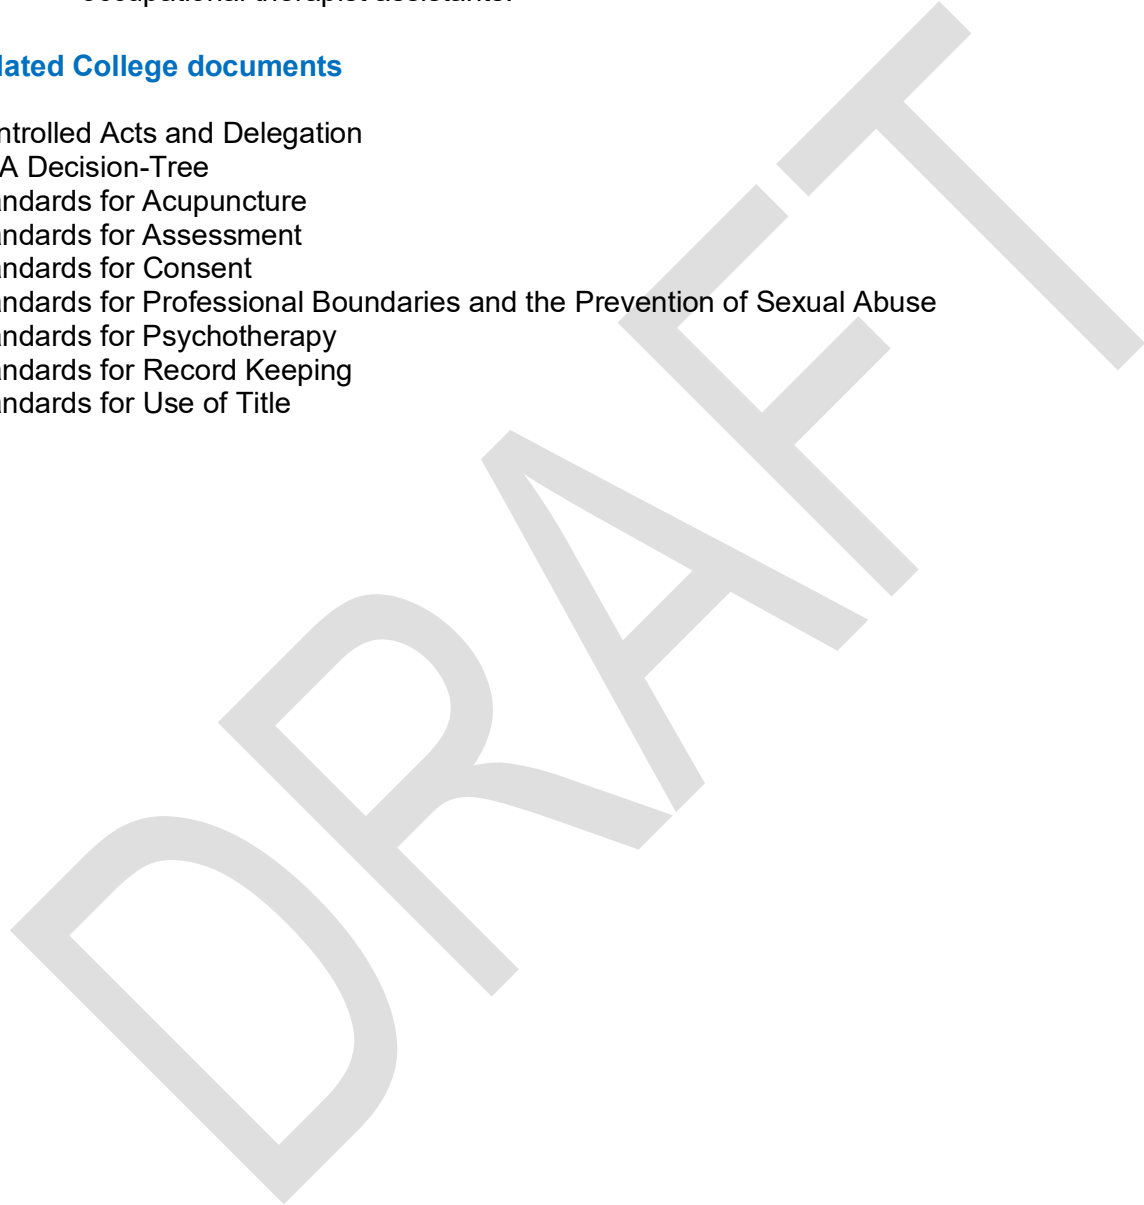 occupational therapist assistants.
lated College documents
ntrolled Acts and Delegation
A Decision-Tree
andards for Acupuncture
andards for Assessment
andards for Consent
andards for Professional Boundaries and the Prevention of Sexual Abuse
andards for Psychotherapy
andards for Record Keeping
andards for Use of Title
DRAFT